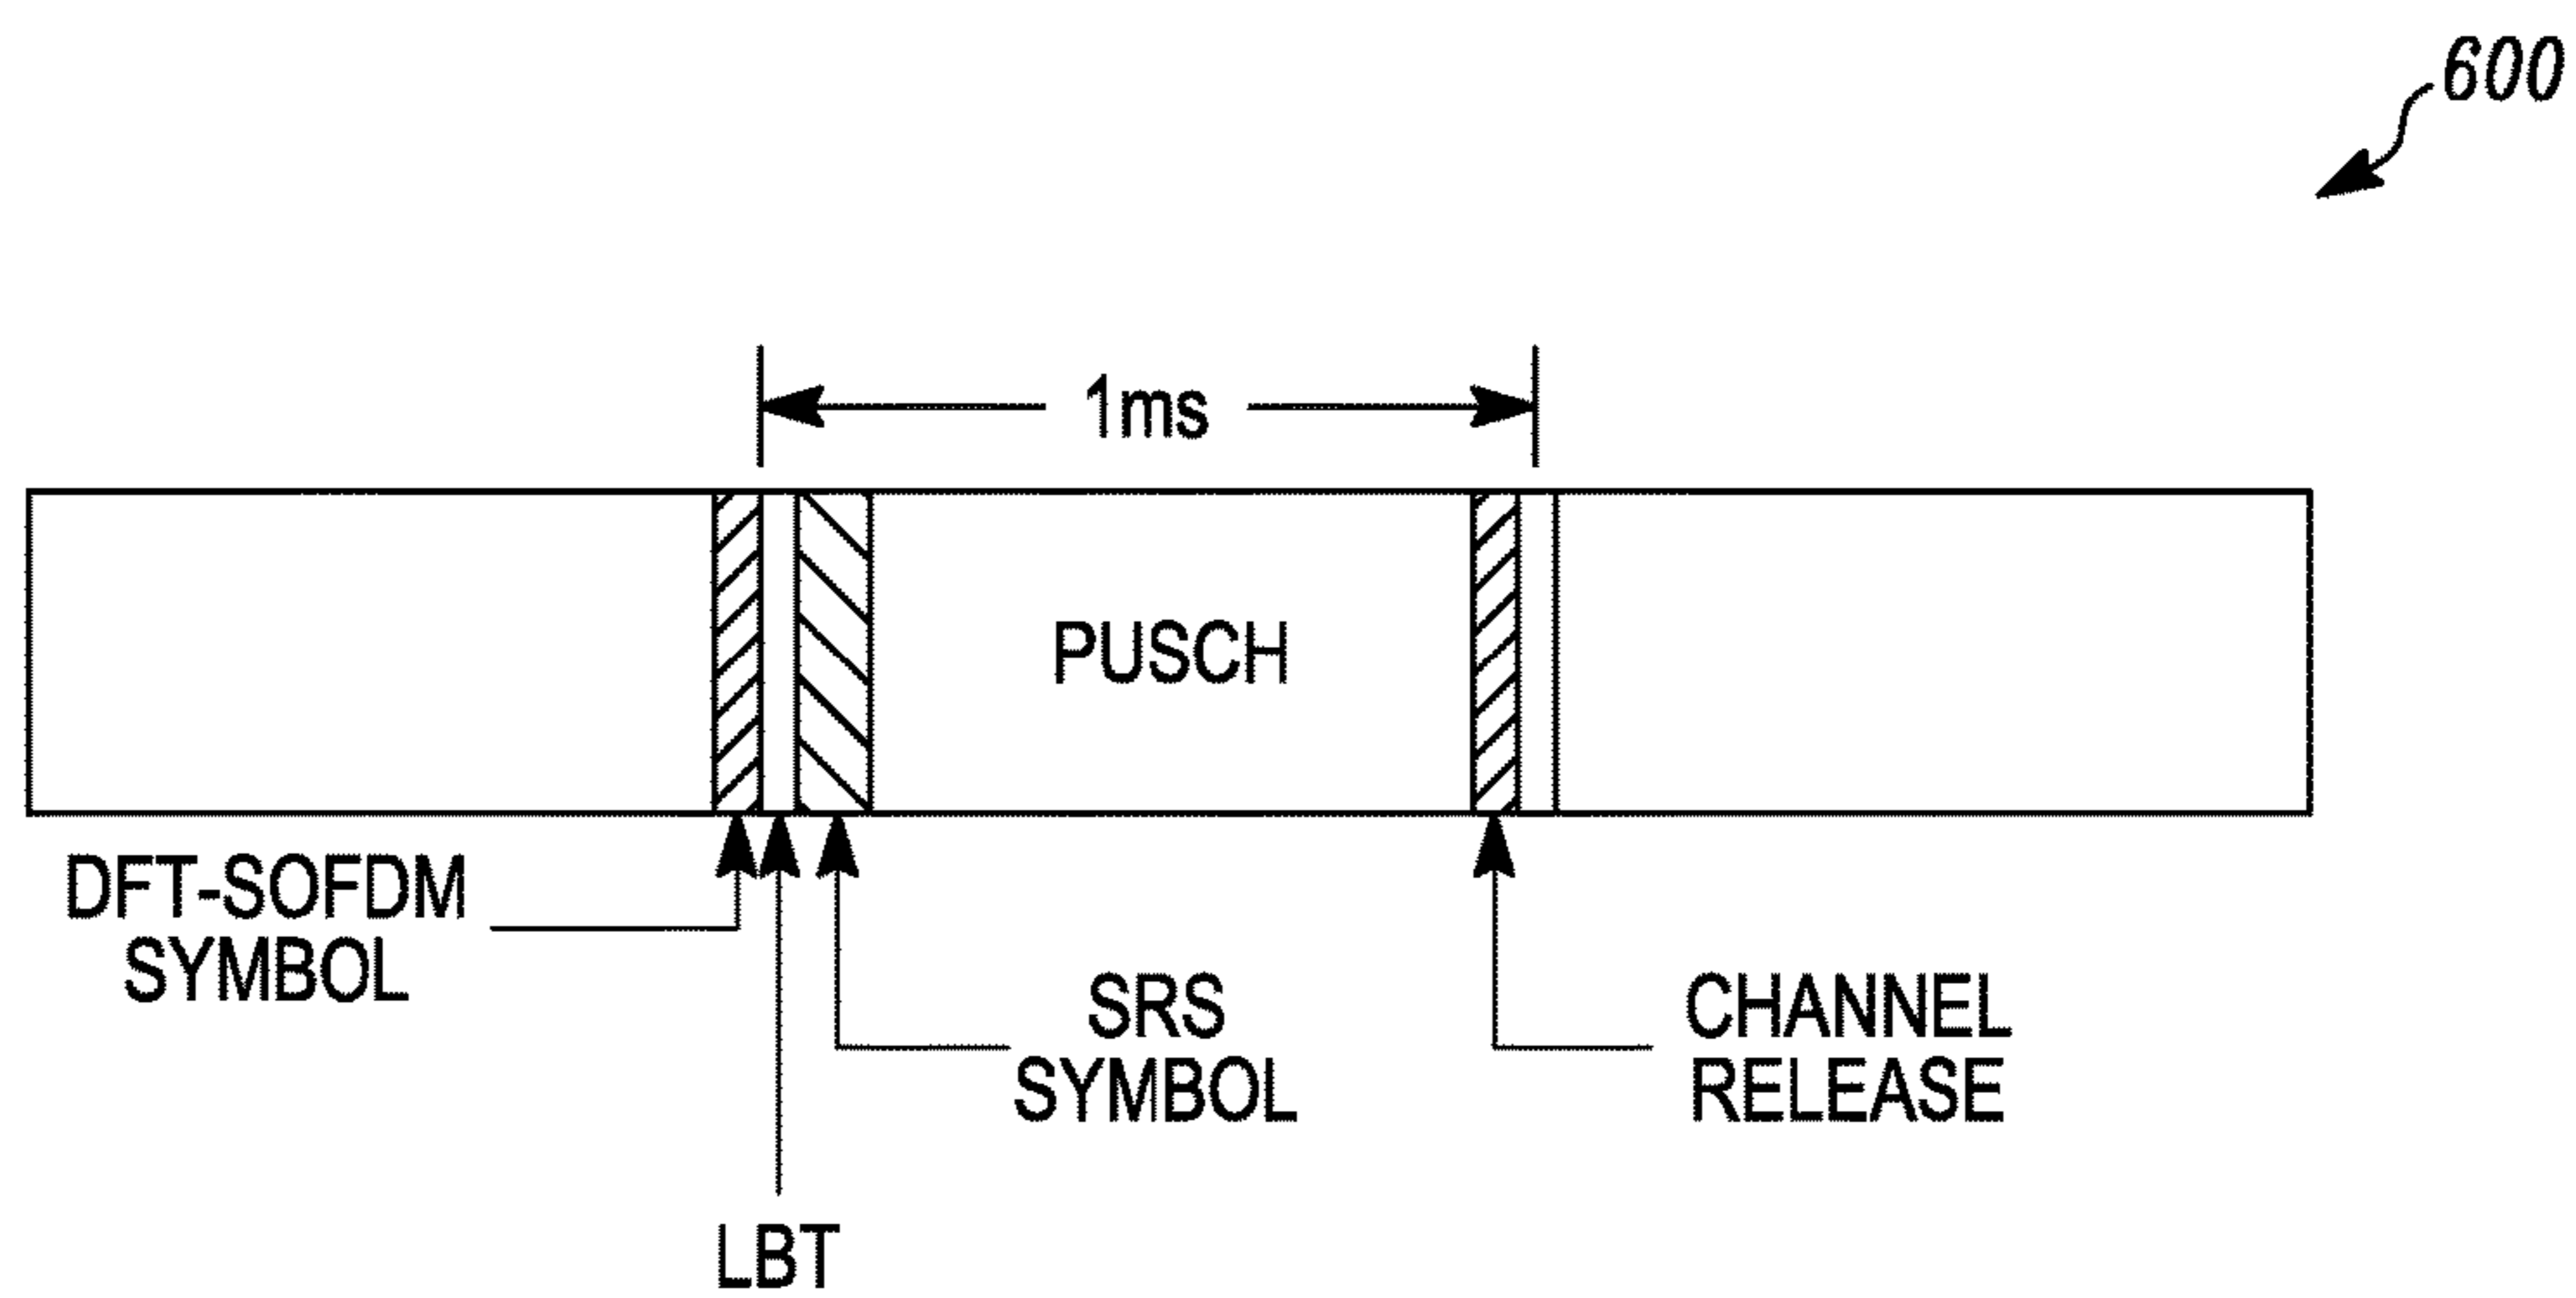 600
1ms
PUSCH
DFT-SOFDM
SYMBOL
SRS
SYMBOL
CHANNEL
RELEASE
LBT